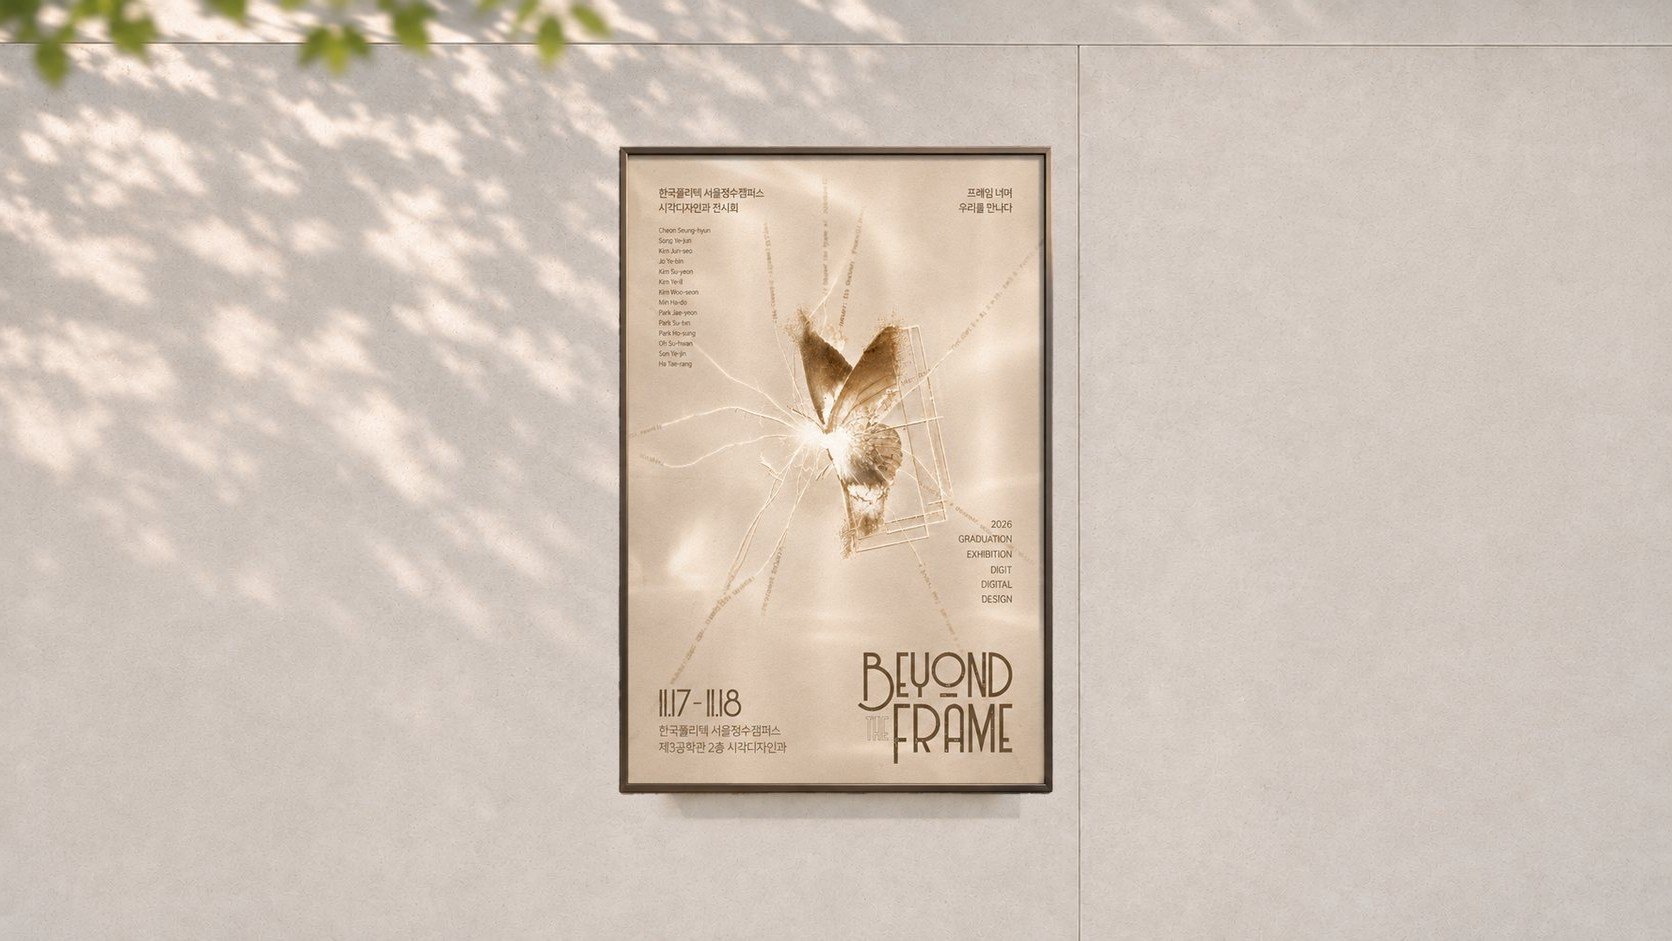 한국폴리텍 서울정수캠퍼스
시각디자인과 전시회
프레임 너머
우리를 만나다
Cheon Seung-hyun
Song Ye-jun
Kim Jun-seo
Jo Ye-bin
Kim Su-yeon
Kim Ye-il
Kim Woo-seon
Min Ha-do
Park Jae-yeon
Park Su-bin
Park Ho-sung
Oh Su-hwan
Son Ye-jin
Ha Tae-rang
2026
GRADUATION
EXHIBITION
DIGIT
DIGITAL
DESIGN
BEYOND
THE FRAME
11.17 - 11.18
한국폴리텍 서울정수캠퍼스
제3공학관 2층 시각디자인과